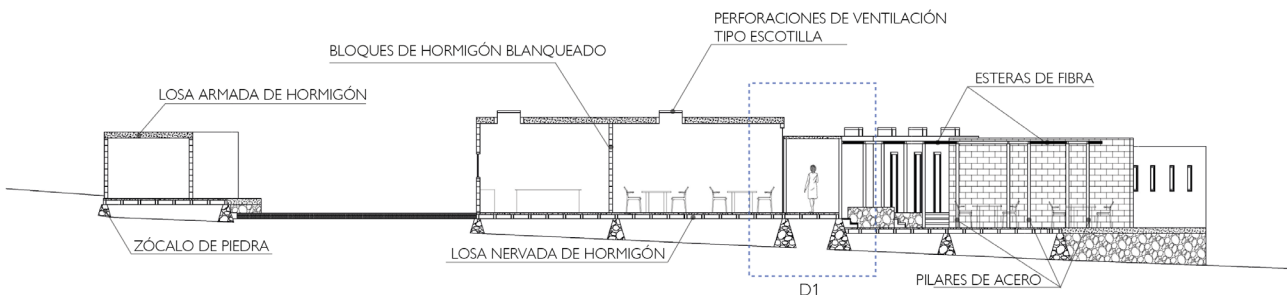 PERFORACIONES DE VENTILACIÓN
TIPO ESCOTILLA
BLOQUES DE HORMIGÓN BLANQUEADO
ESTERAS DE FIBRA
LOSA ARMADA DE HORMIGÓN
ZÓCALO DE PIEDRA
LOSA NERVADA DE HORMIGÓN
PILARES DE ACERO
D1